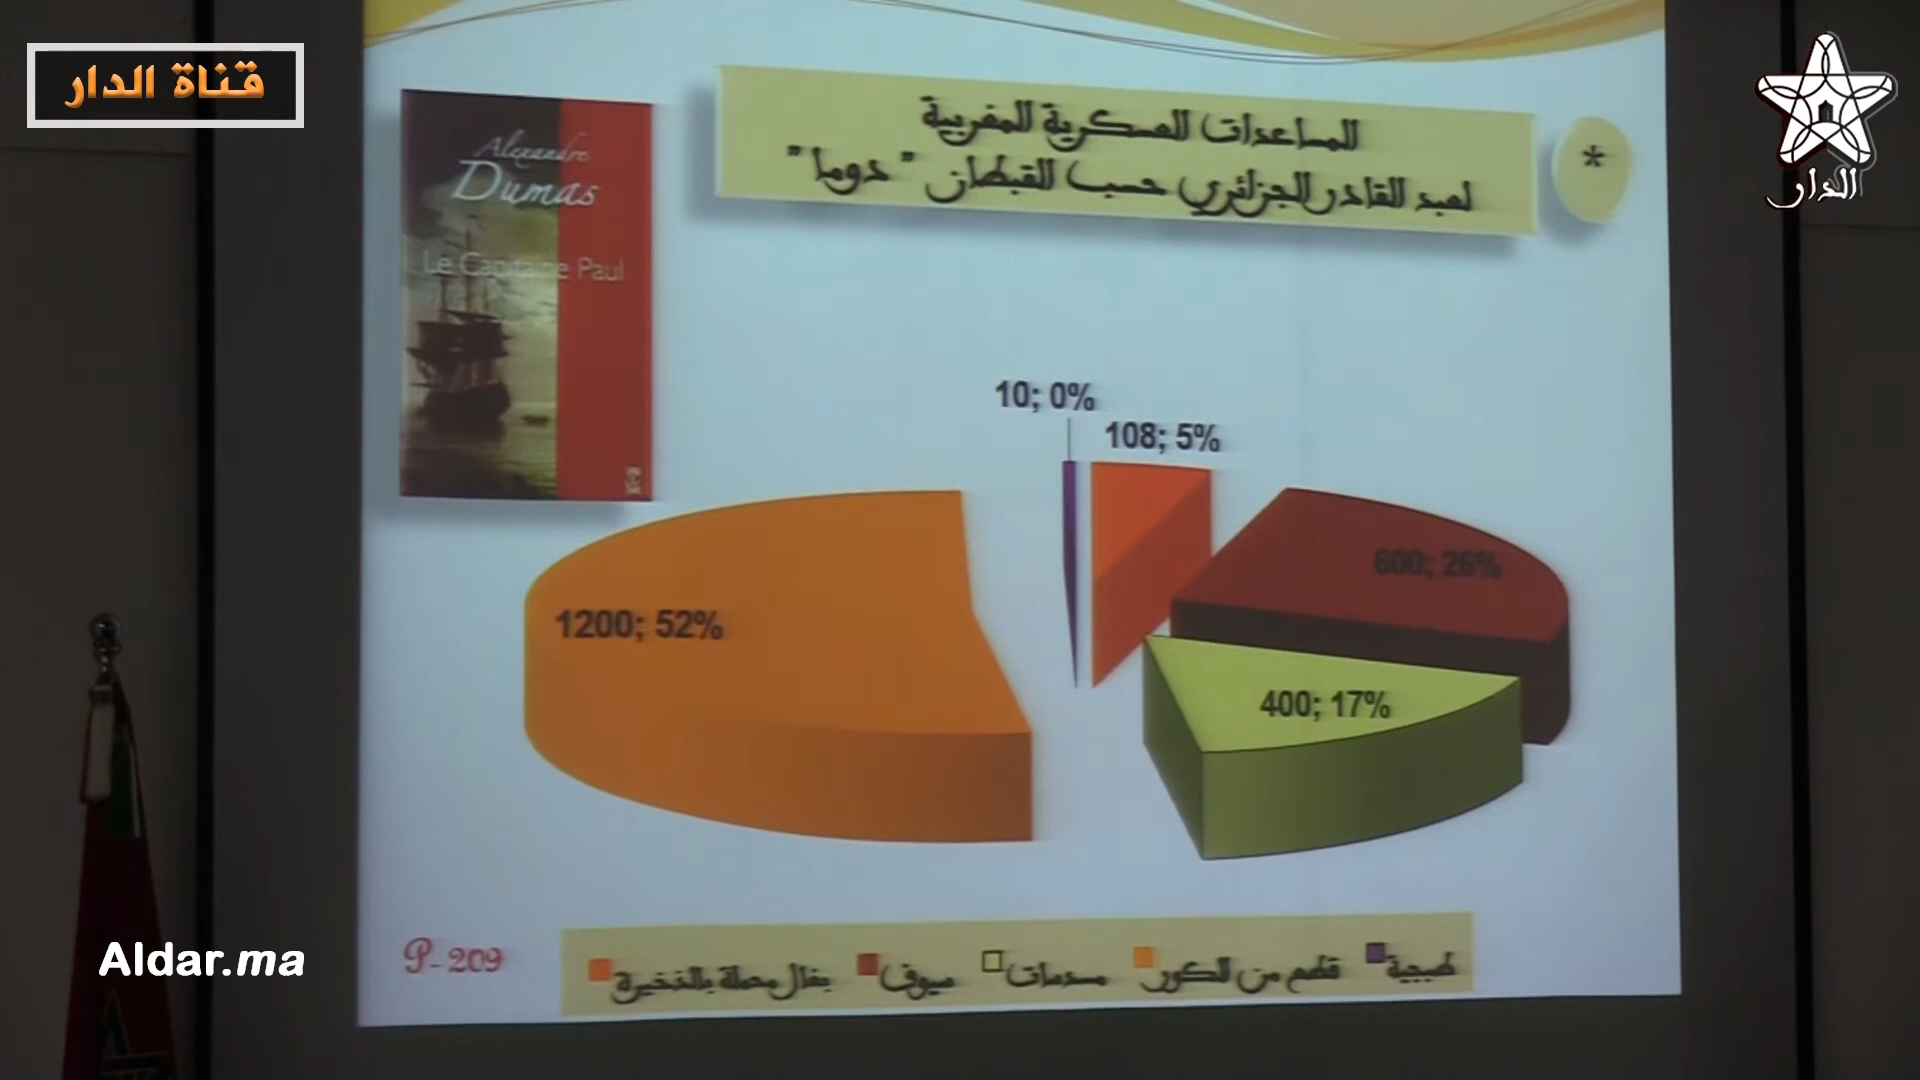 قناة الدار
الدار
Alexandre
Dumas
Le Capitaine Paul
المساعدات العسكرية المغربية
لعبد القادر الجزائري حسب القبطان "دوما"
*
10; 0%
108; 5%
600; 26%
1200; 52%
400; 17%
P- 209
طبجية
قطع من الكور
مسدسات
سيوف
بغال محملة بالذخيرة
Aldar.ma